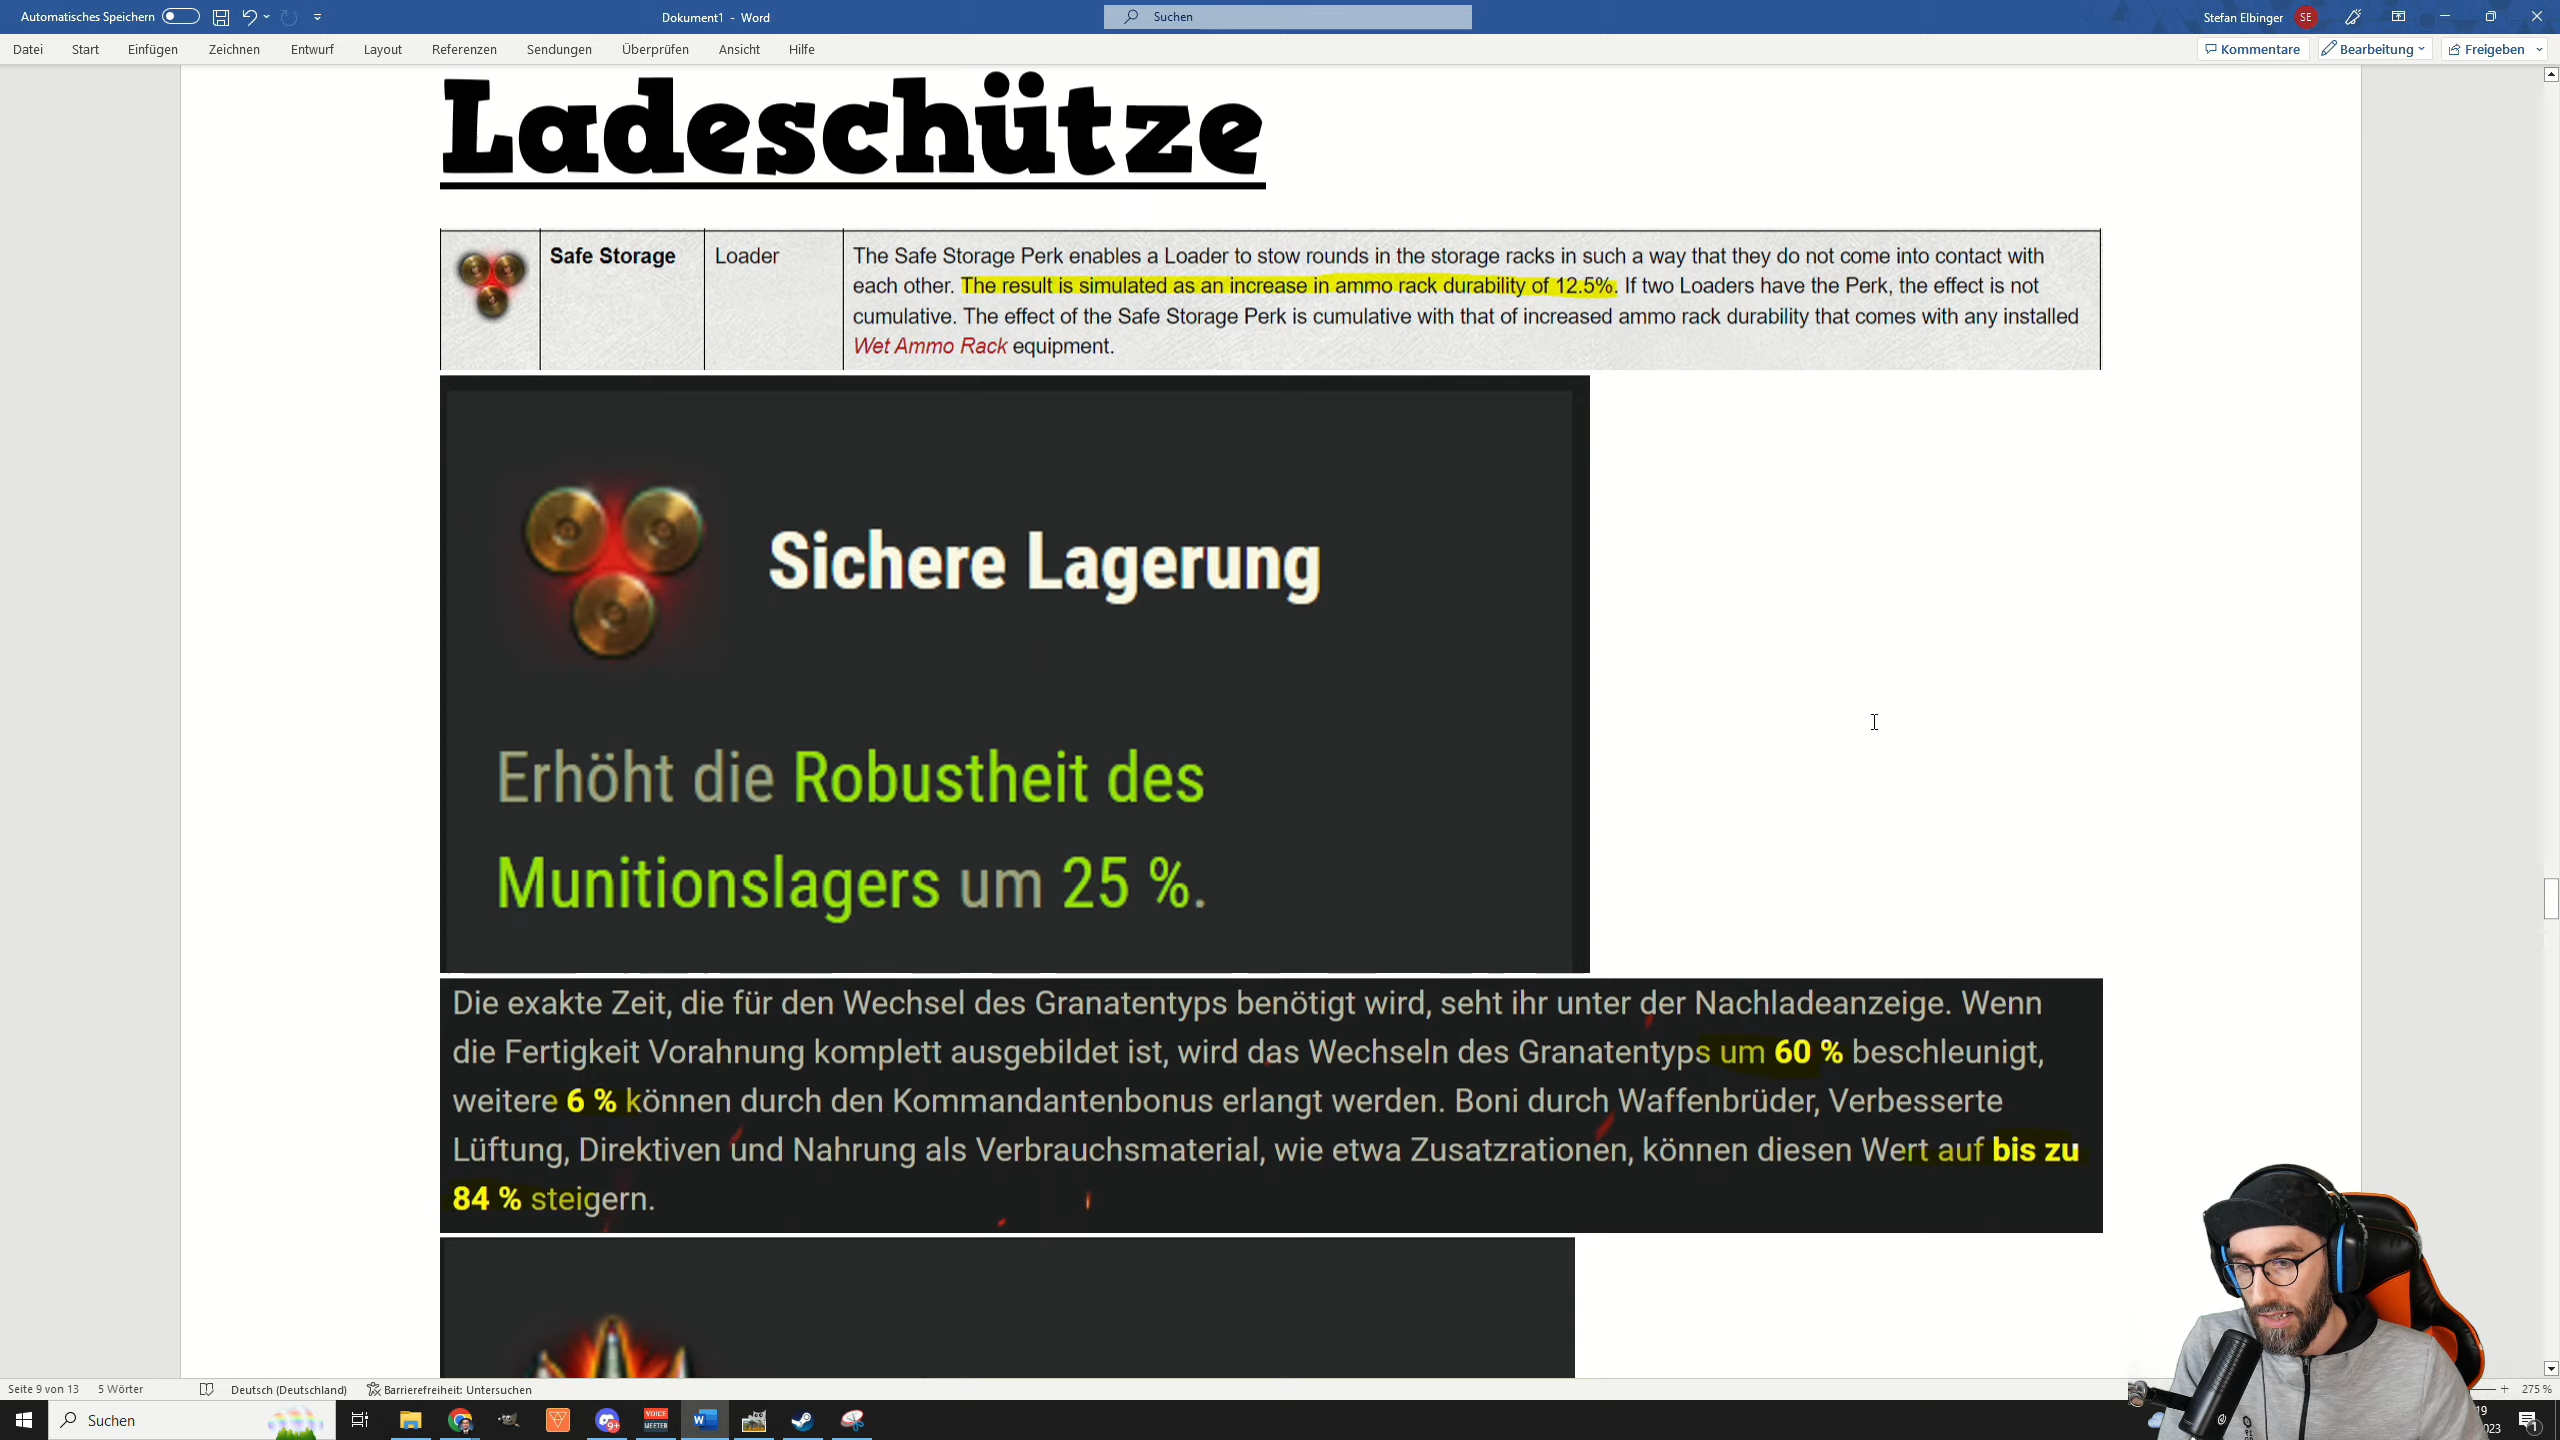 Automatisches Speichern
Dokument1 - Word
Suchen
Stefan Elbinger SE
Datei Start Einfügen Zeichnen Entwurf Layout Referenzen Sendungen Überprüfen Ansicht Hilfe
Kommentare Bearbeitung Freigeben
Ladeschütze
Safe Storage
Loader
The Safe Storage Perk enables a Loader to stow rounds in the storage racks in such a way that they do not come into contact with
each other. The result is simulated as an increase in ammo rack durability of 12.5%. If two Loaders have the Perk, the effect is not
cumulative. The effect of the Safe Storage Perk is cumulative with that of increased ammo rack durability that comes with any installed
Wet Ammo Rack equipment.
Sichere Lagerung
Erhöht die Robustheit des
Munitionslagers um 25 %.
Die exakte Zeit, die für den Wechsel des Granatentyps benötigt wird, seht ihr unter der Nachladeanzeige. Wenn
die Fertigkeit Vorahnung komplett ausgebildet ist, wird das Wechseln des Granatentyps um 60 % beschleunigt,
weitere 6 % können durch den Kommandantenbonus erlangt werden. Boni durch Waffenbrüder, Verbesserte
Lüftung, Direktiven und Nahrung als Verbrauchsmaterial, wie etwa Zusatzrationen, können diesen Wert auf bis zu
84 % steigern.
Seite 9 von 13 5 Wörter Deutsch (Deutschland) Barrierefreiheit: Untersuchen
275 %
Suchen
9+
VOICE
MEETER
W
19
023
1